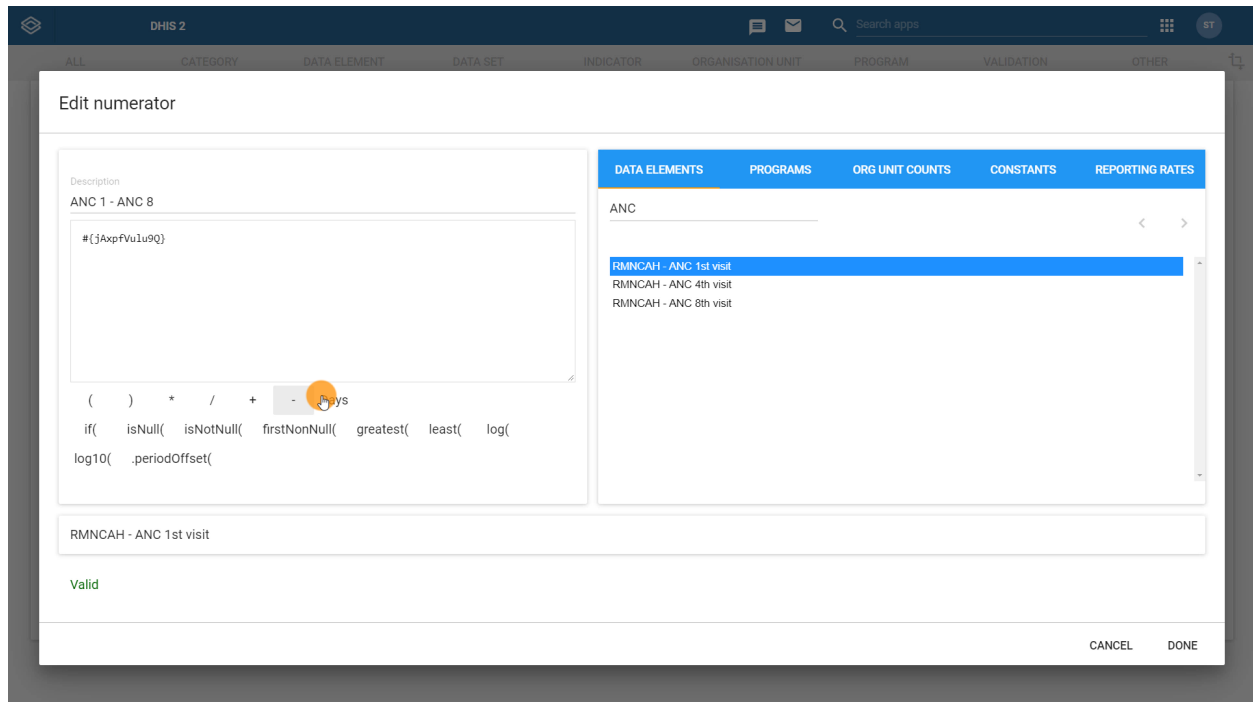 DHIS 2
Search apps
ST
ALL CATEGORY DATA ELEMENT DATA SET INDICATOR ORGANISATION UNIT PROGRAM VALIDATION OTHER
Edit numerator
Description
ANC 1 - ANC 8
#{jAxpfVulu9Q}
( ) * / + - Days
if( isNull( isNotNull( firstNonNull( greatest( least( log(
log10( .periodOffset(
DATA ELEMENTS PROGRAMS ORG UNIT COUNTS CONSTANTS REPORTING RATES
ANC
RMNCAH - ANC 1st visit
RMNCAH - ANC 4th visit
RMNCAH - ANC 8th visit
RMNCAH - ANC 1st visit
Valid
CANCEL DONE